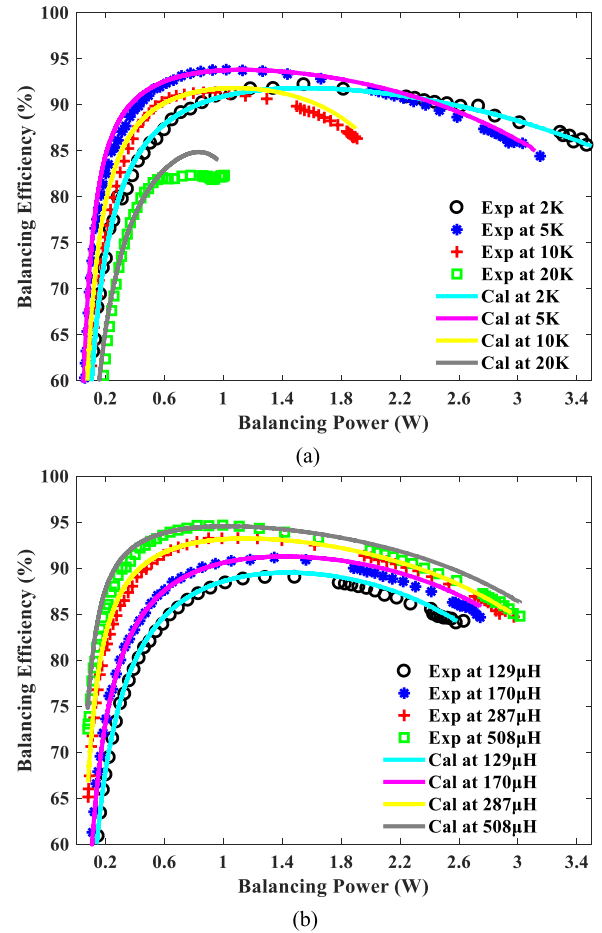 100
95
90
85
80
75
70
65
60
Balancing Efficiency (%)
Exp at 2K
Exp at 5K
Exp at 10K
Exp at 20K
Cal at 2K
Cal at 5K
Cal at 10K
Cal at 20K
0.2 0.6 1 1.4 1.8 2.2 2.6 3 3.4
Balancing Power (W)
(a)
100
95
90
85
80
75
70
65
60
Balancing Efficiency (%)
Exp at 129μH
Exp at 170μH
Exp at 287μH
Exp at 508μH
Cal at 129μH
Cal at 170μH
Cal at 287μH
Cal at 508μH
0.2 0.6 1 1.4 1.8 2.2 2.6 3 3.4
Balancing Power (W)
(b)